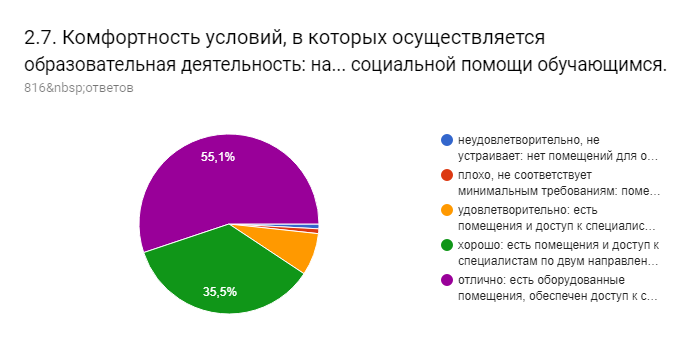 2.7. Комфортность условий, в которых осуществляется
образовательная деятельность: на... социальной помощи обучающимся.
816&nbsp;ответов
55,1%
35,5%
неудовлетворительно, не
устраивает: нет помещений для о...
плохо, не соответствует
минимальным требованиям: поме...
удовлетворительно: есть
помещения и доступ к специалис...
хорошо: есть помещения и доступ к
специалистам по двум направлен...
отлично: есть оборудованные
помещения, обеспечен доступ к с...